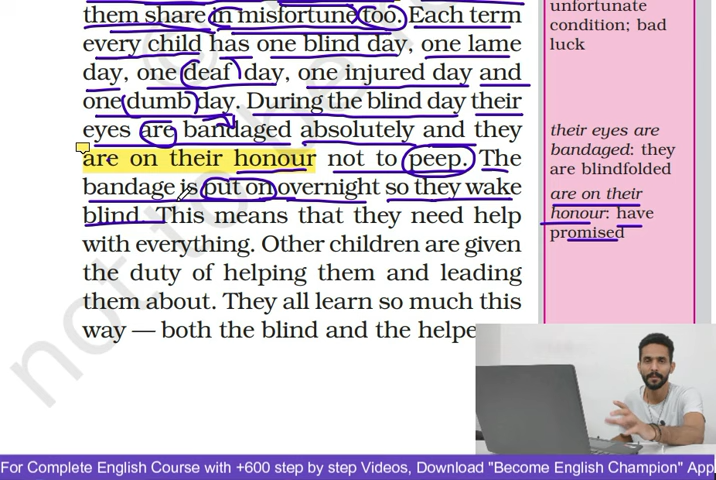 them share in misfortune too. Each term
every child has one blind day, one lame
day, one deaf day, one injured day and
one dumb day. During the blind day their
eyes are bandaged absolutely and they
are on their honour not to peep. The
bandage is put on overnight so they wake
blind. This means that they need help
with everything. Other children are given
the duty of helping them and leading
them about. They all learn so much this
way — both the blind and the helpe
unfortunate
condition; bad
luck
their eyes are
bandaged: they
are blindfolded
are on their
honour: have
promised
not to be
For Complete English Course with +600 step by step Videos, Download "Become English Champion" App